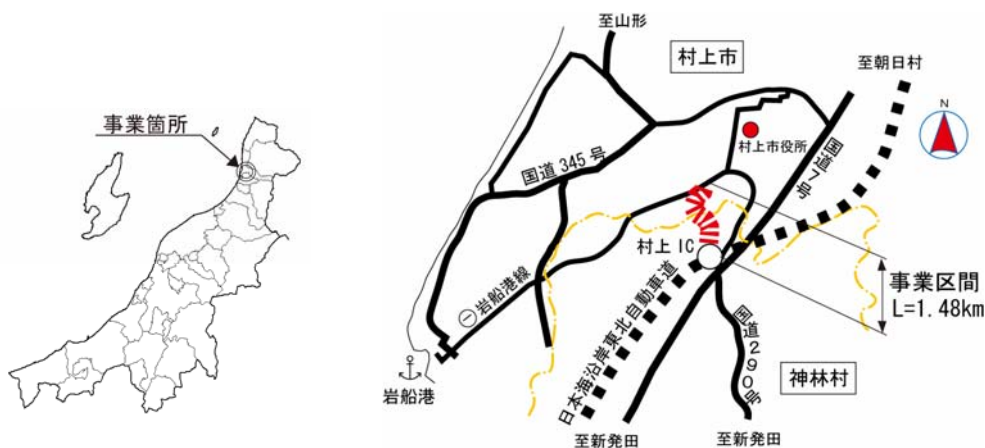 事業箇所
至山形
村上市
至朝日村
N
村上市役所
国道345号
国道7号
村上IC
事業区間
L=1.48km
㊀岩船港線
日本海沿岸東北自動車道
国道290号
神林村
岩船港
至新発田
至新発田